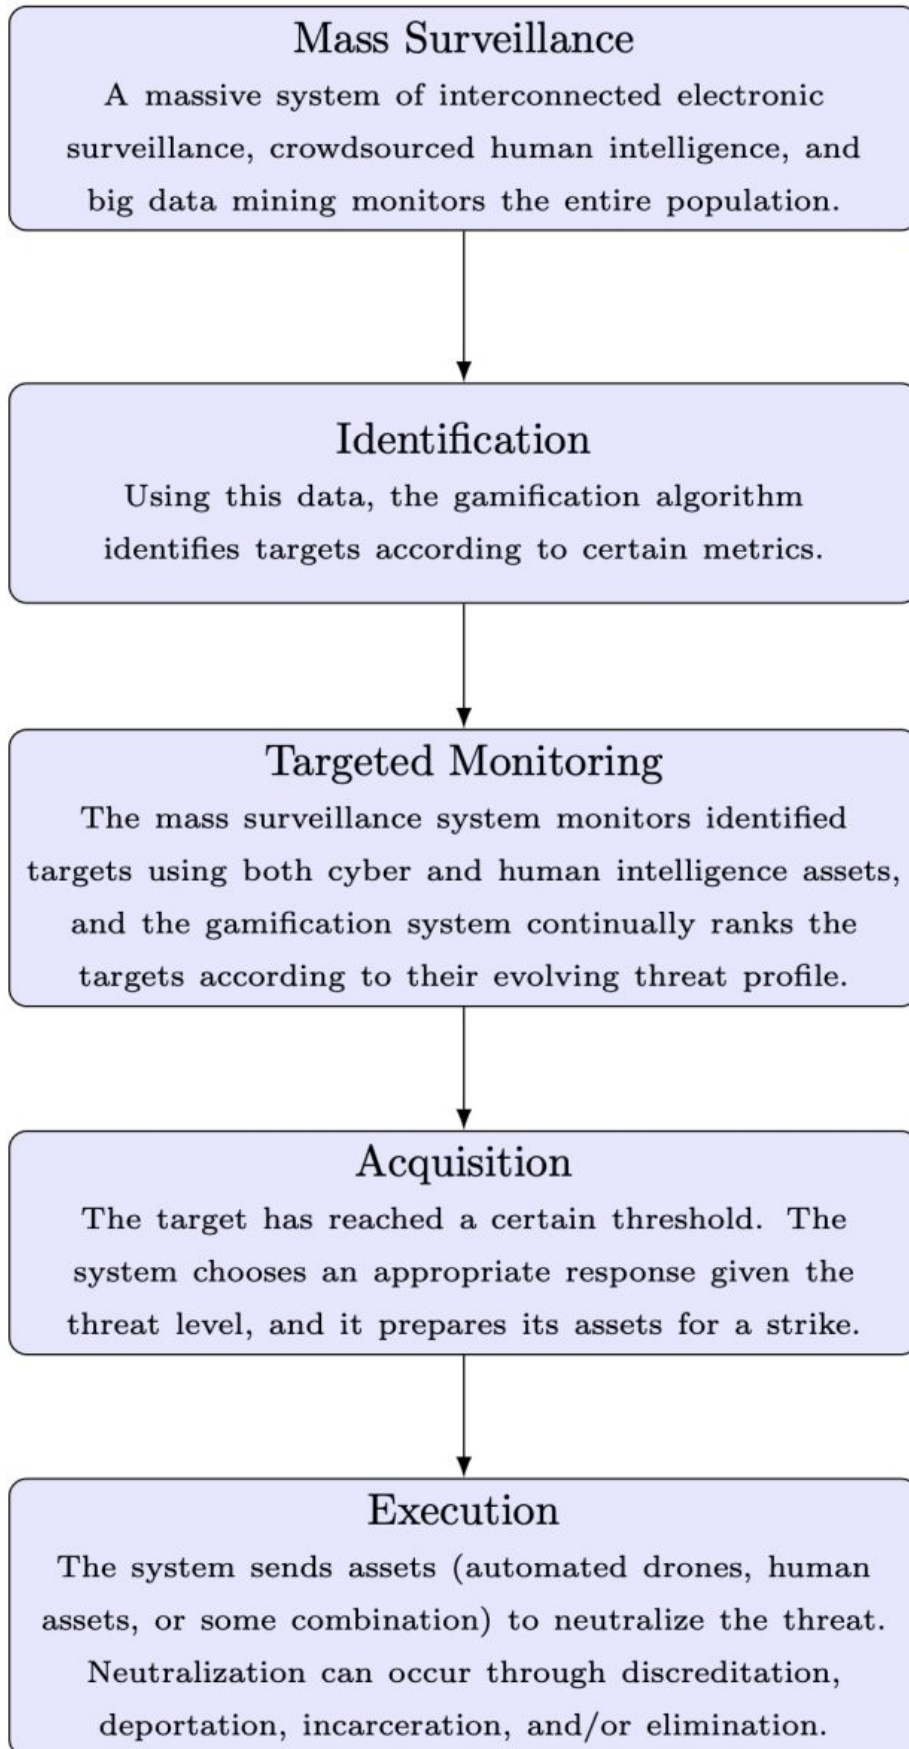 Mass Surveillance
A massive system of interconnected electronic
surveillance, crowdsourced human intelligence, and
big data mining monitors the entire population.
Identification
Using this data, the gamification algorithm
identifies targets according to certain metrics.
Targeted Monitoring
The mass surveillance system monitors identified
targets using both cyber and human intelligence assets,
and the gamification system continually ranks the
targets according to their evolving threat profile.
Acquisition
The target has reached a certain threshold. The
system chooses an appropriate response given the
threat level, and it prepares its assets for a strike.
Execution
The system sends assets (automated drones, human
assets, or some combination) to neutralize the threat.
Neutralization can occur through discreditation,
deportation, incarceration, and/or elimination.